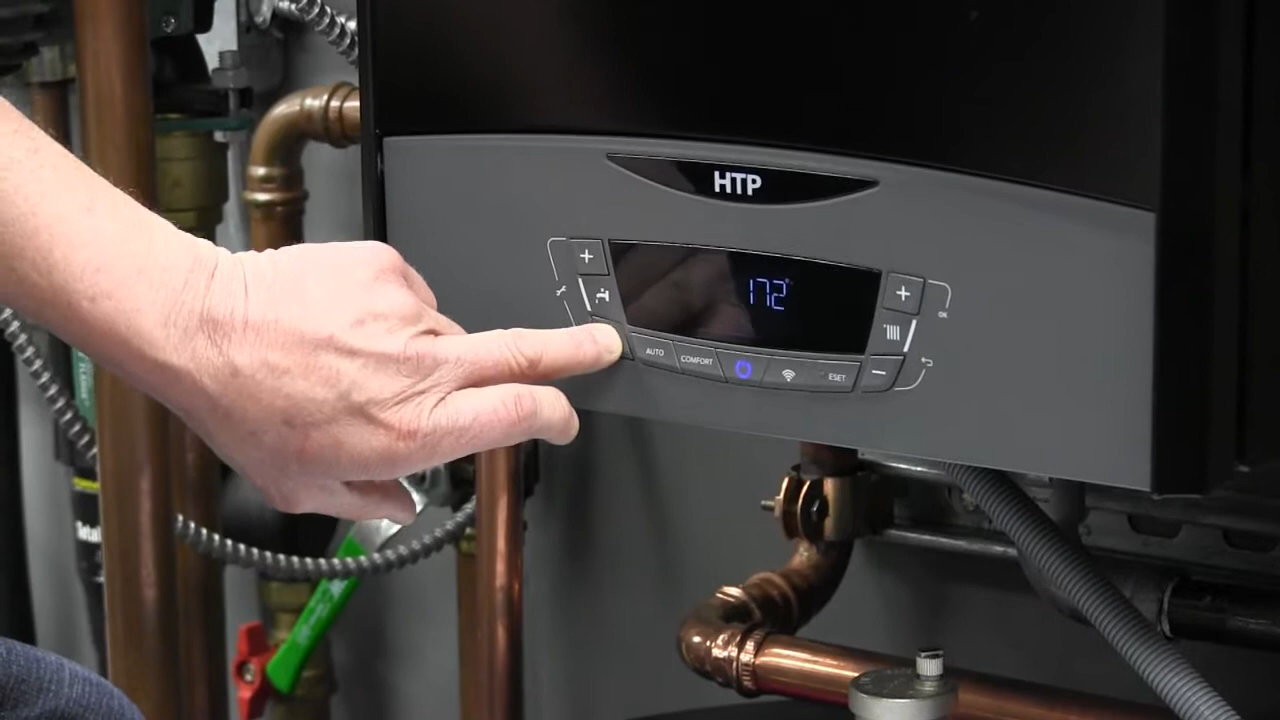 HTP
+
172°
+
OK
AUTO
COMFORT
ESET
−